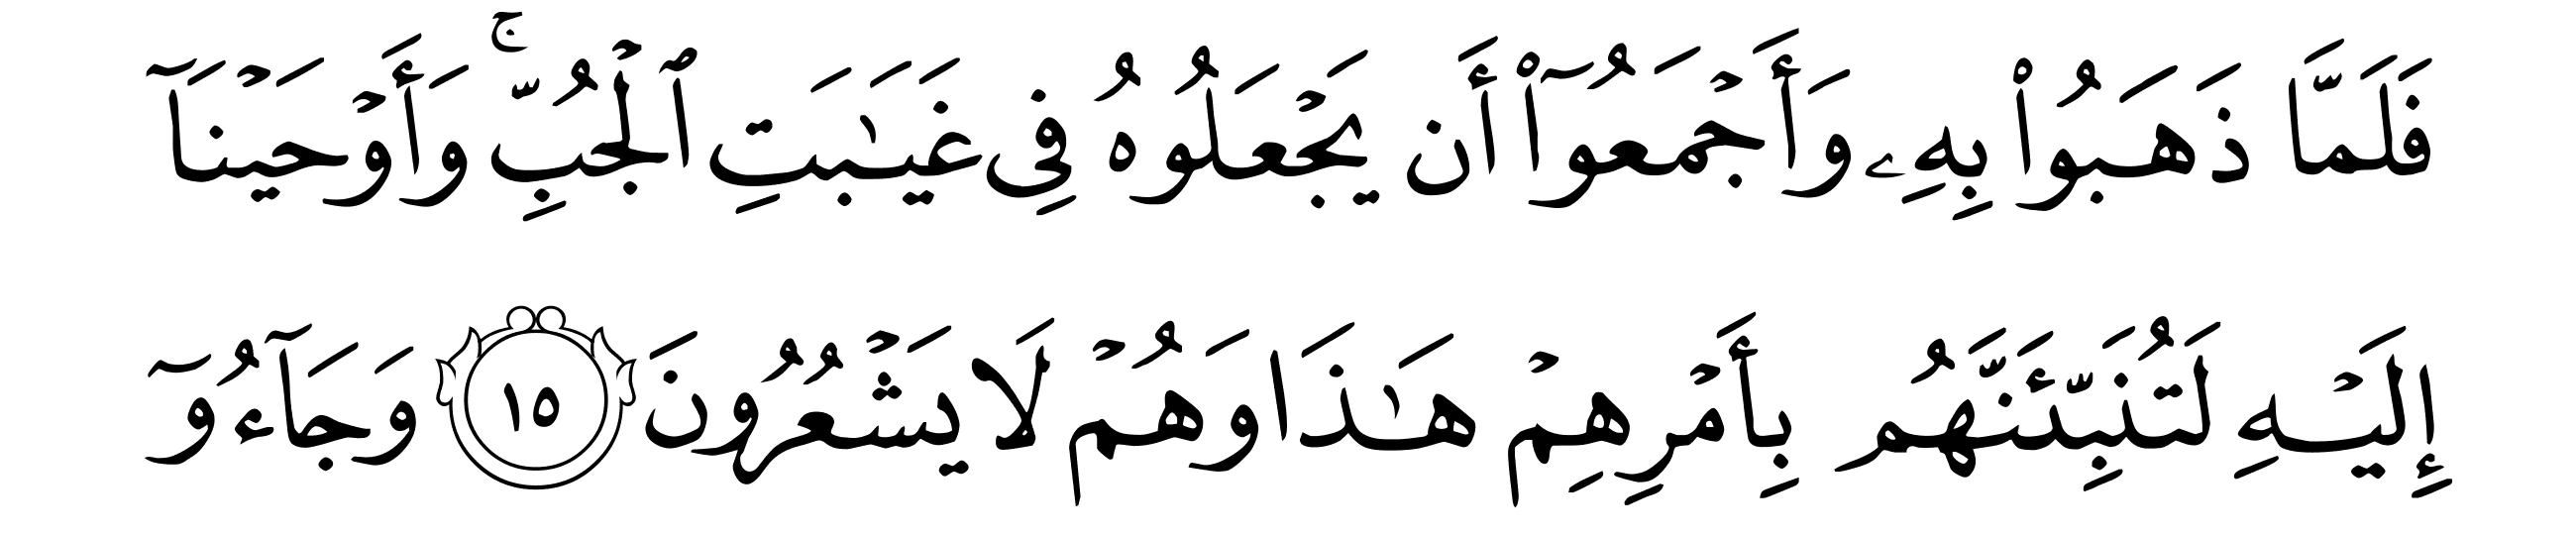 فَلَمَّا ذَهَبُوا۟ بِهِۦ وَأَجْمَعُوٓا۟ أَن يَجْعَلُوهُ فِى غَيَـٰبَتِ ٱلْجُبِّ ۚ وَأَوْحَيْنَآ
إِلَيْهِ لَتُنَبِّئَنَّهُم بِأَمْرِهِمْ هَـٰذَا وَهُمْ لَا يَشْعُرُونَ ١٥ وَجَآءُوٓ